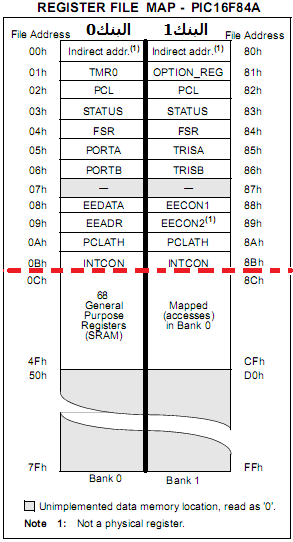 REGISTER FILE MAP - PIC16F84A
File Address البنك0 البنك1 File Address
00h Indirect addr.(1) Indirect addr.(1) 80h
01h TMR0 OPTION_REG 81h
02h PCL PCL 82h
03h STATUS STATUS 83h
04h FSR FSR 84h
05h PORTA TRISA 85h
06h PORTB TRISB 86h
07h — — 87h
08h EEDATA EECON1 88h
09h EEADR EECON2(1) 89h
0Ah PCLATH PCLATH 8Ah
0Bh INTCON INTCON 8Bh
0Ch 8Ch
68
General
Purpose
Registers
(SRAM)
Mapped
(accesses)
in Bank 0
4Fh CFh
50h D0h
7Fh FFh
Bank 0 Bank 1
Unimplemented data memory location, read as '0'.
Note 1: Not a physical register.